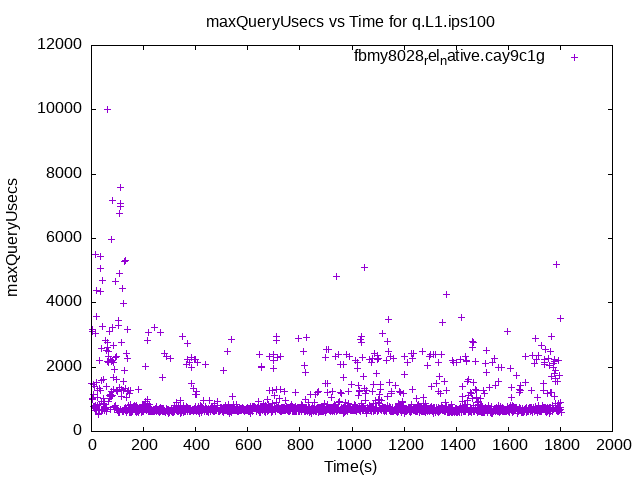 maxQueryUsecs vs Time for q.L1.ips100
fbmy8028relnative.cay9c1g
maxQueryUsecs
12000
10000
8000
6000
4000
2000
0
0 200 400 600 800 1000 1200 1400 1600 1800 2000
Time(s)